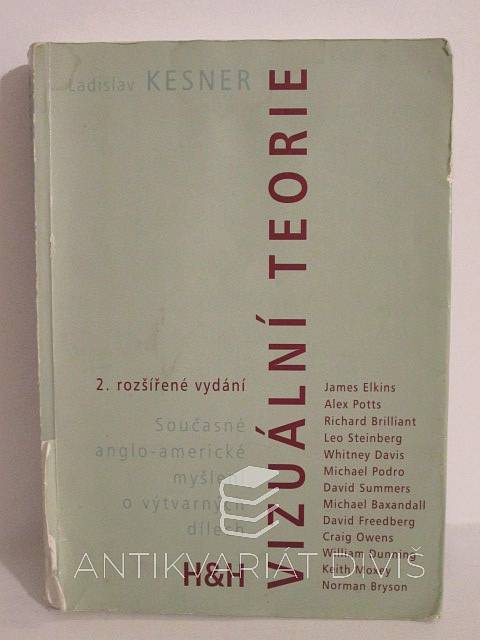 Ladislav KESNER
VIZUÁLNÍ TEORIE
2. rozšířené vydání
Současné
anglo-americké
myšlení
o výtvarných
dílech
James Elkins
Alex Potts
Richard Brilliant
Leo Steinberg
Whitney Davis
Michael Podro
David Summers
Michael Baxandall
David Freedberg
Craig Owens
William Dunning
Keith Moxey
Norman Bryson
H&H
ANTIKVARIÁT DIVIŠ